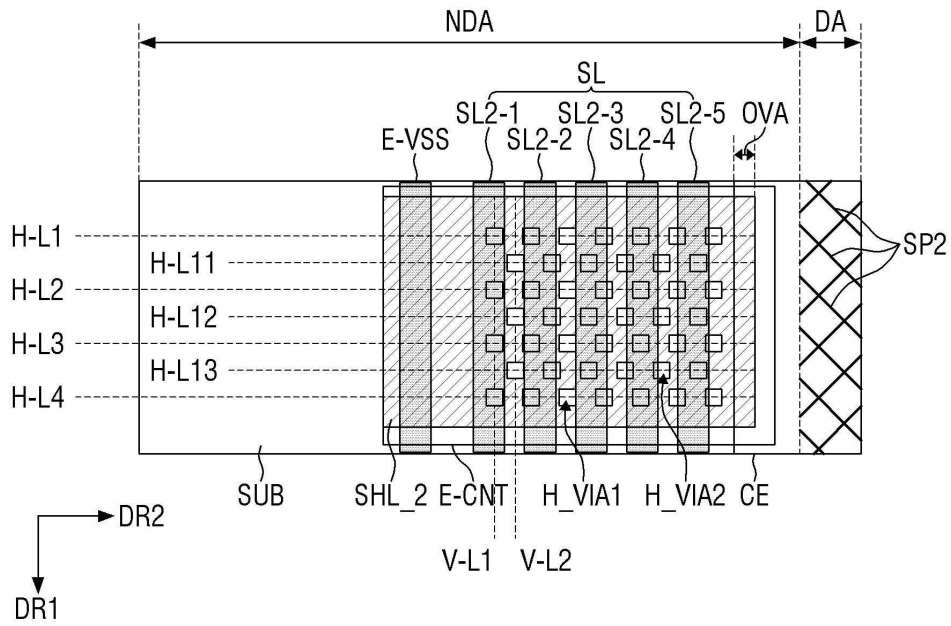 NDA DA
SL
SL2-1 SL2-3 SL2-5 OVA
E-VSS SL2-2 SL2-4
H-L1
H-L11 SP2
H-L2
H-L12
H-L3
H-L13
H-L4
SUB SHL_2 E-CNT H_VIA1 H_VIA2 CE
DR2
V-L1 V-L2
DR1